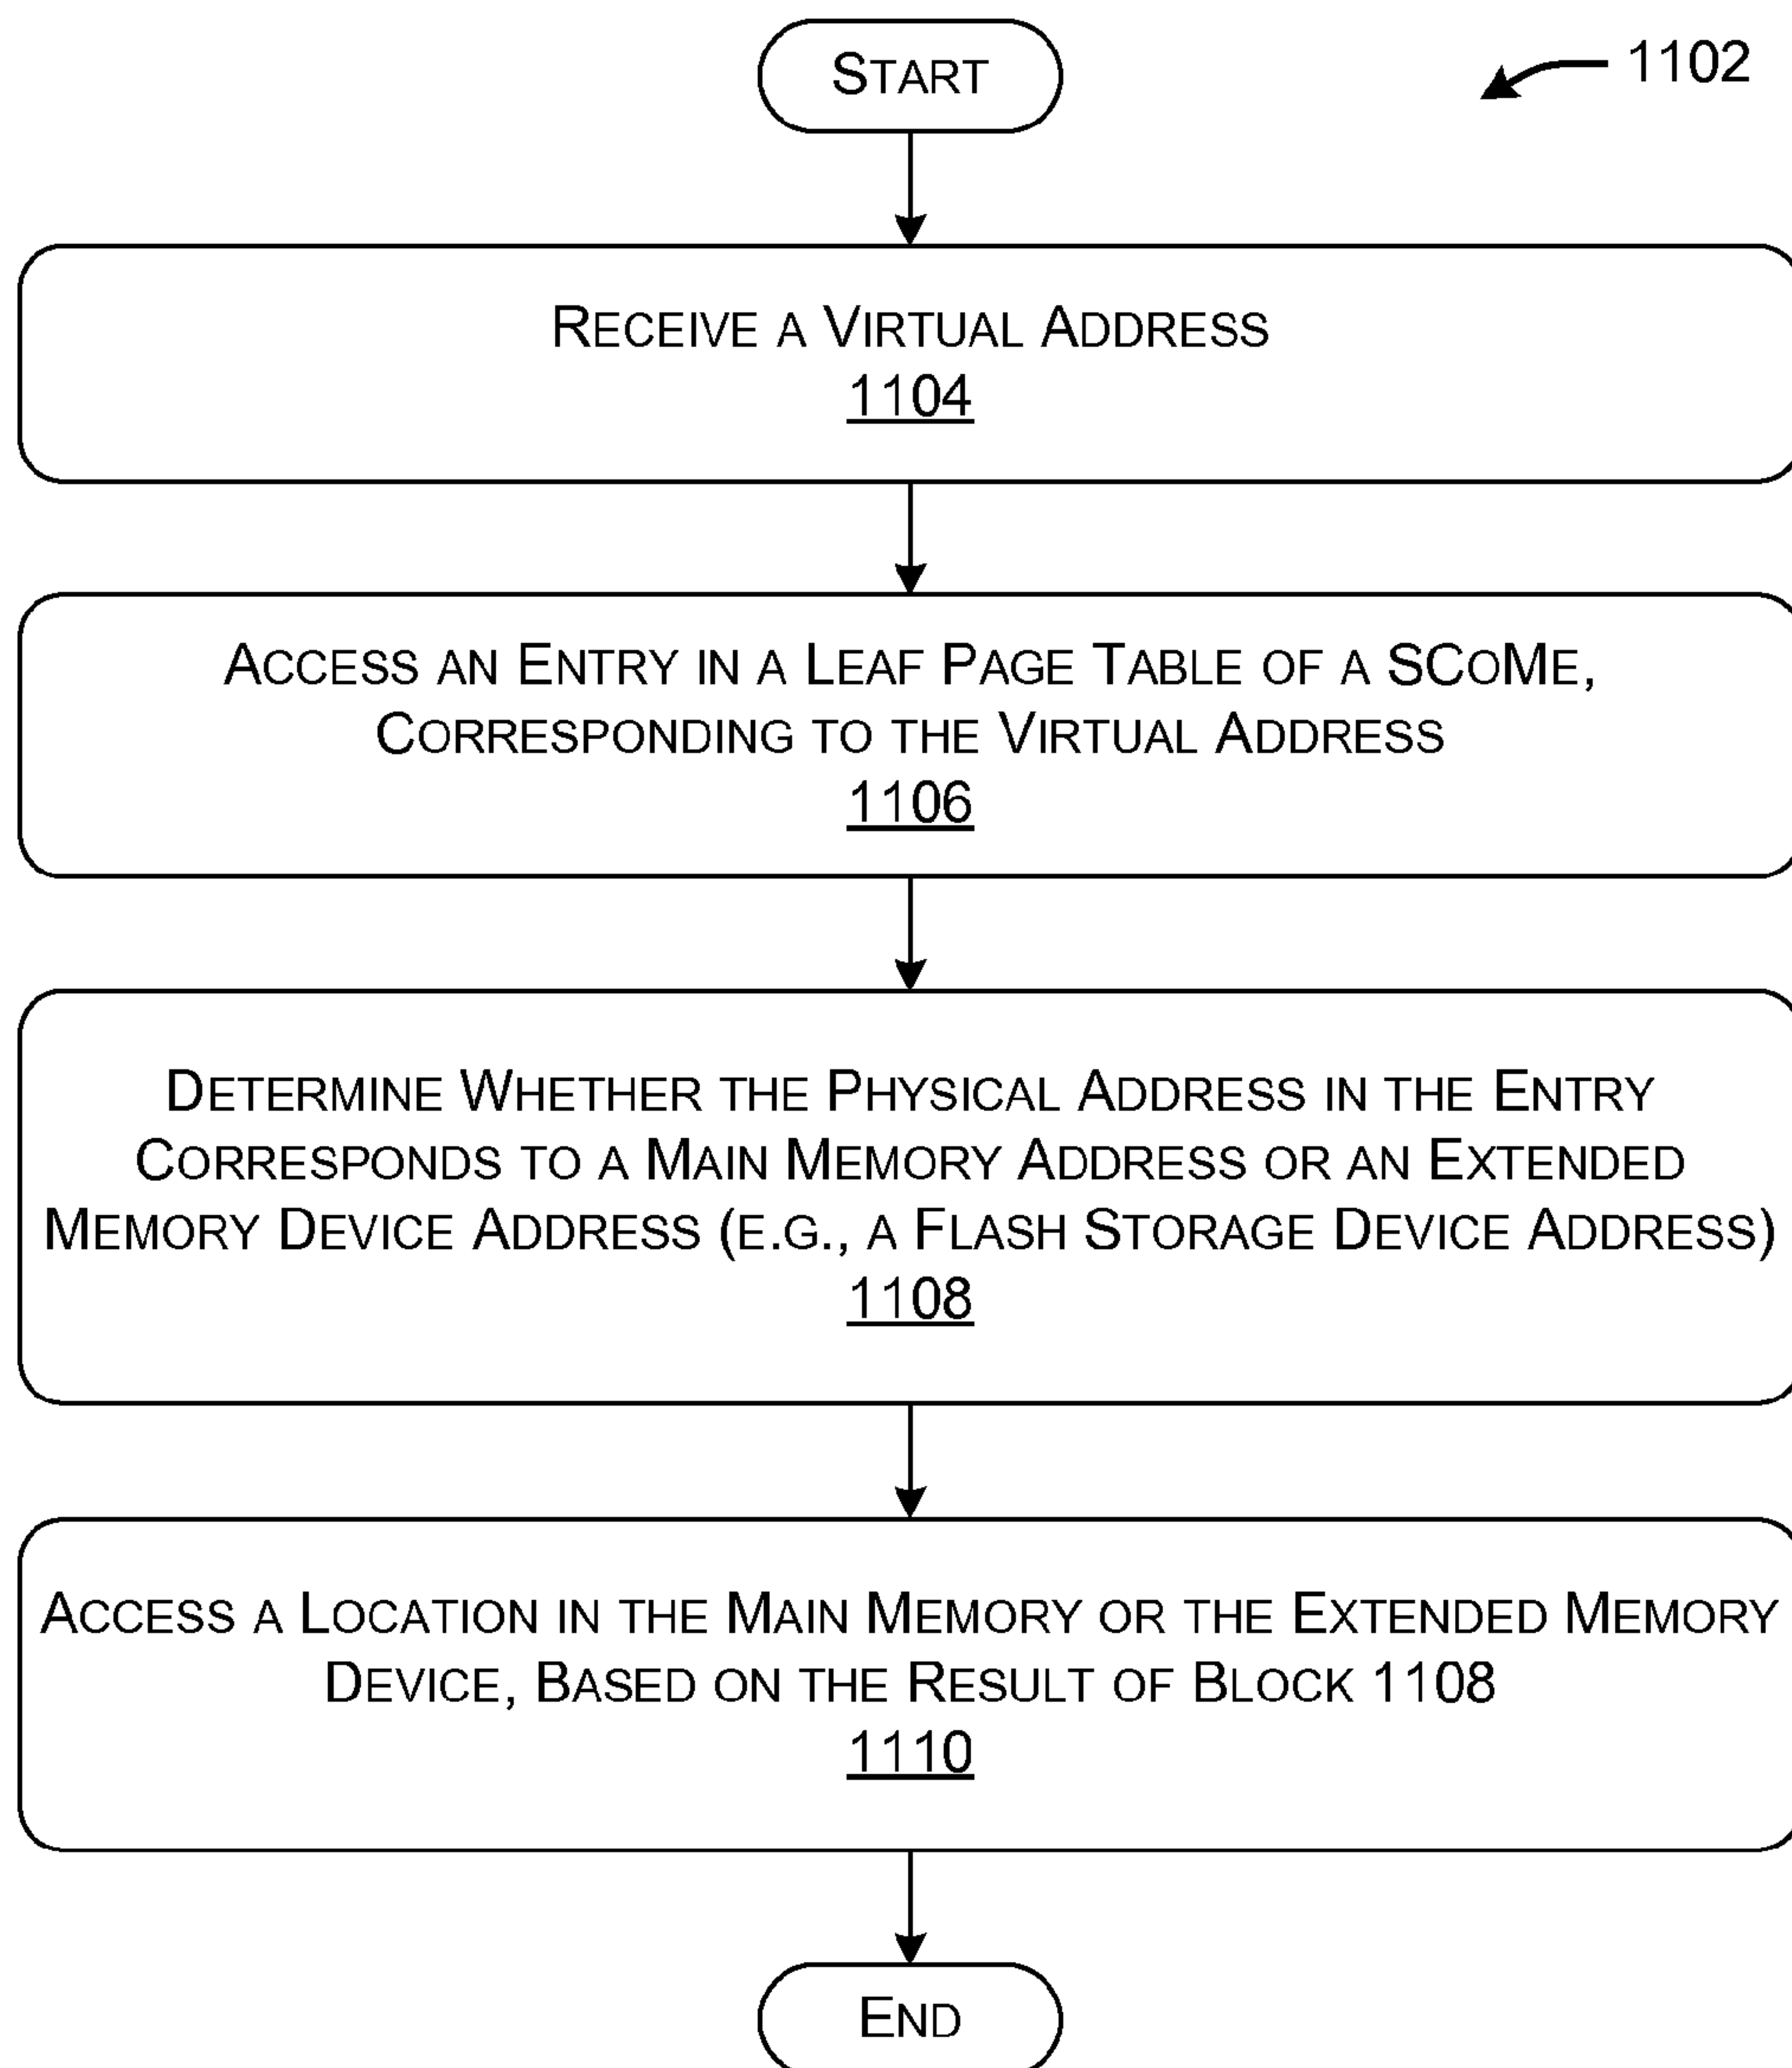 START
1102
RECEIVE A VIRTUAL ADDRESS
1104
ACCESS AN ENTRY IN A LEAF PAGE TABLE OF A SCOME,
CORRESPONDING TO THE VIRTUAL ADDRESS
1106
DETERMINE WHETHER THE PHYSICAL ADDRESS IN THE ENTRY
CORRESPONDS TO A MAIN MEMORY ADDRESS OR AN EXTENDED
MEMORY DEVICE ADDRESS (E.G., A FLASH STORAGE DEVICE ADDRESS)
1108
ACCESS A LOCATION IN THE MAIN MEMORY OR THE EXTENDED MEMORY
DEVICE, BASED ON THE RESULT OF BLOCK 1108
1110
END